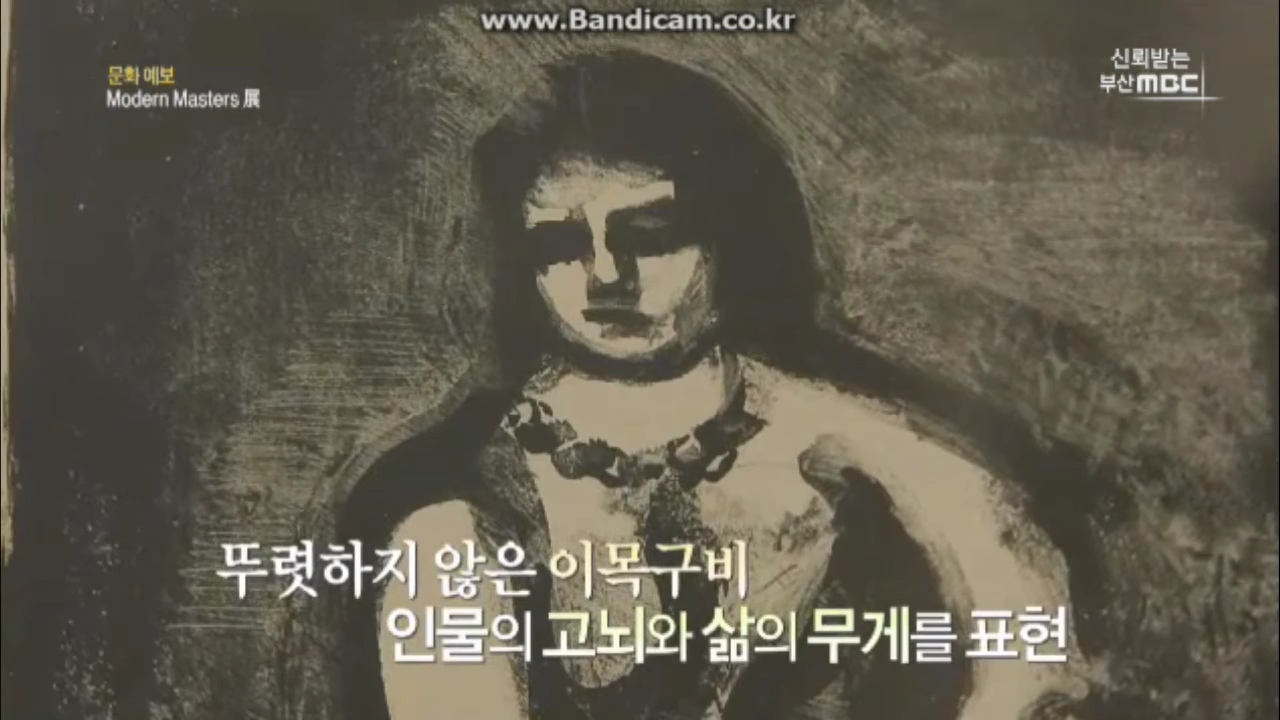 www.Bandicam.co.kr
문화 예보
Modern Masters 展
신뢰받는
부산MBC
뚜렷하지 않은 이목구비
인물의 고뇌와 삶의 무게를 표현